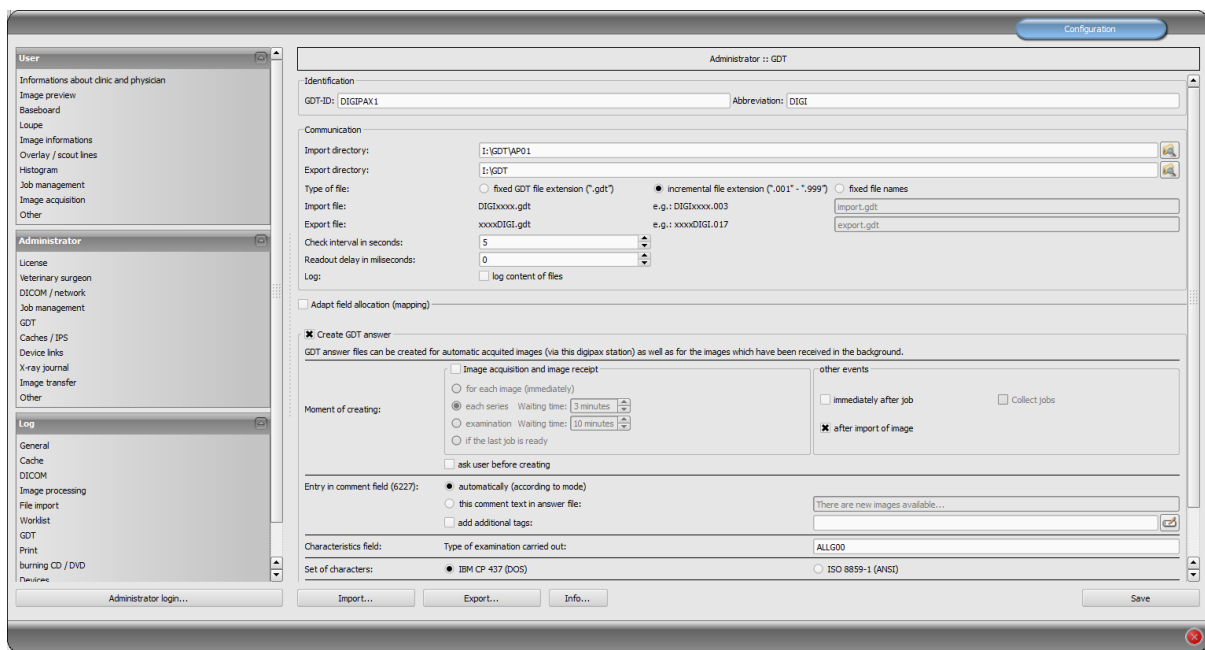 Configuration
User
Informations about clinic and physician
Image preview
Baseboard
Loupe
Image informations
Overlay / scout lines
Histogram
Job management
Image acquisition
Other
Administrator
License
Veterinary surgeon
DICOM / network
Job management
GDT
Caches / IPS
Device links
X-ray journal
Image transfer
Other
Log
General
Cache
DICOM
Image processing
File import
Worklist
GDT
Print
burning CD / DVD
Devices
Administrator login...
Administrator :: GDT
Identification
GDT-ID: DIGIPAX1 Abbreviation: DIGI
Communication
Import directory: I:\GDT\AP01
Export directory: I:\GDT
Type of file: fixed GDT file extension (".gdt") incremental file extension (".001" - ".999") fixed file names
Import file: DIGIxxxx.gdt e.g.: DIGIxxxx.003 import.gdt
Export file: xxxxDIGI.gdt e.g.: xxxxDIGI.017 export.gdt
Check interval in seconds: 5
Readout delay in miliseconds: 0
Log: log content of files
Adapt field allocation (mapping)
Create GDT answer
GDT answer files can be created for automatic acquited images (via this digipax station) as well as for the images which have been received in the background.
Moment of creating:
Image acquisition and image receipt
for each image (immediately)
each series Waiting time: 3 minutes
examination Waiting time: 10 minutes
if the last job is ready
other events
immediately after job Collect jobs
after import of image
ask user before creating
Entry in comment field (6227): automatically (according to mode)
this comment text in answer file: There are new images available...
add additional tags:
Characteristics field: Type of examination carried out: ALLG00
Set of characters: IBM CP 437 (DOS) ISO 8859-1 (ANSI)
Import... Export... Info... Save